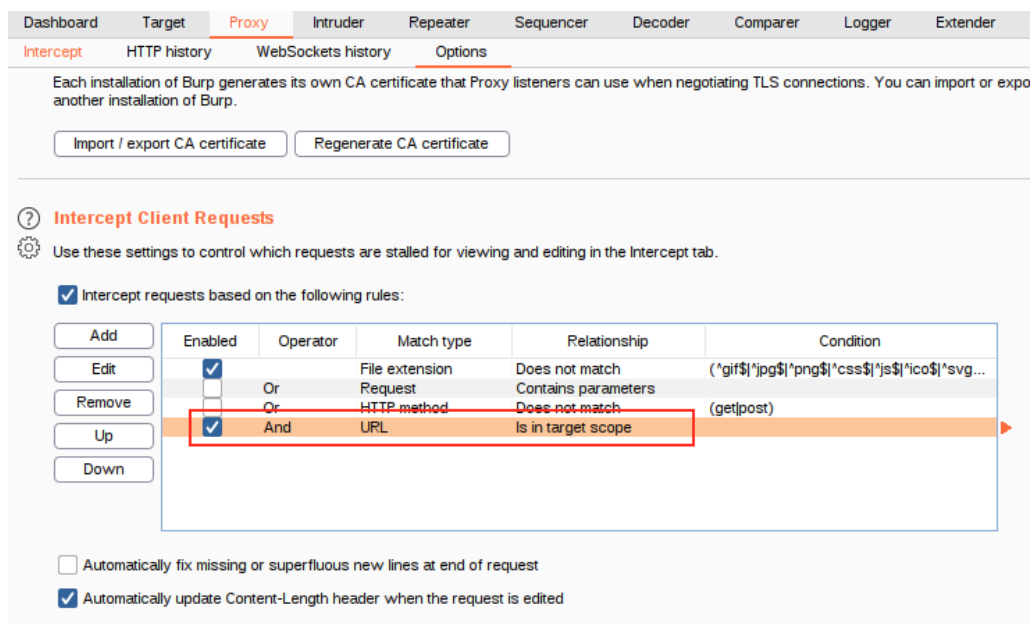 Dashboard Target Proxy Intruder Repeater Sequencer Decoder Comparer Logger Extender
Intercept HTTP history WebSockets history Options
Each installation of Burp generates its own CA certificate that Proxy listeners can use when negotiating TLS connections. You can import or expo
another installation of Burp.
Import / export CA certificate Regenerate CA certificate
? Intercept Client Requests
Use these settings to control which requests are stalled for viewing and editing in the Intercept tab.
Intercept requests based on the following rules:
Add
Edit
Remove
Up
Down
Enabled Operator Match type Relationship Condition
File extension Does not match (^gif$|^jpg$|^png$|^css$|^js$|^ico$|^svg...
Or Request Contains parameters
Or HTTP method Does not match (get|post)
And URL Is in target scope
Automatically fix missing or superfluous new lines at end of request
Automatically update Content-Length header when the request is edited